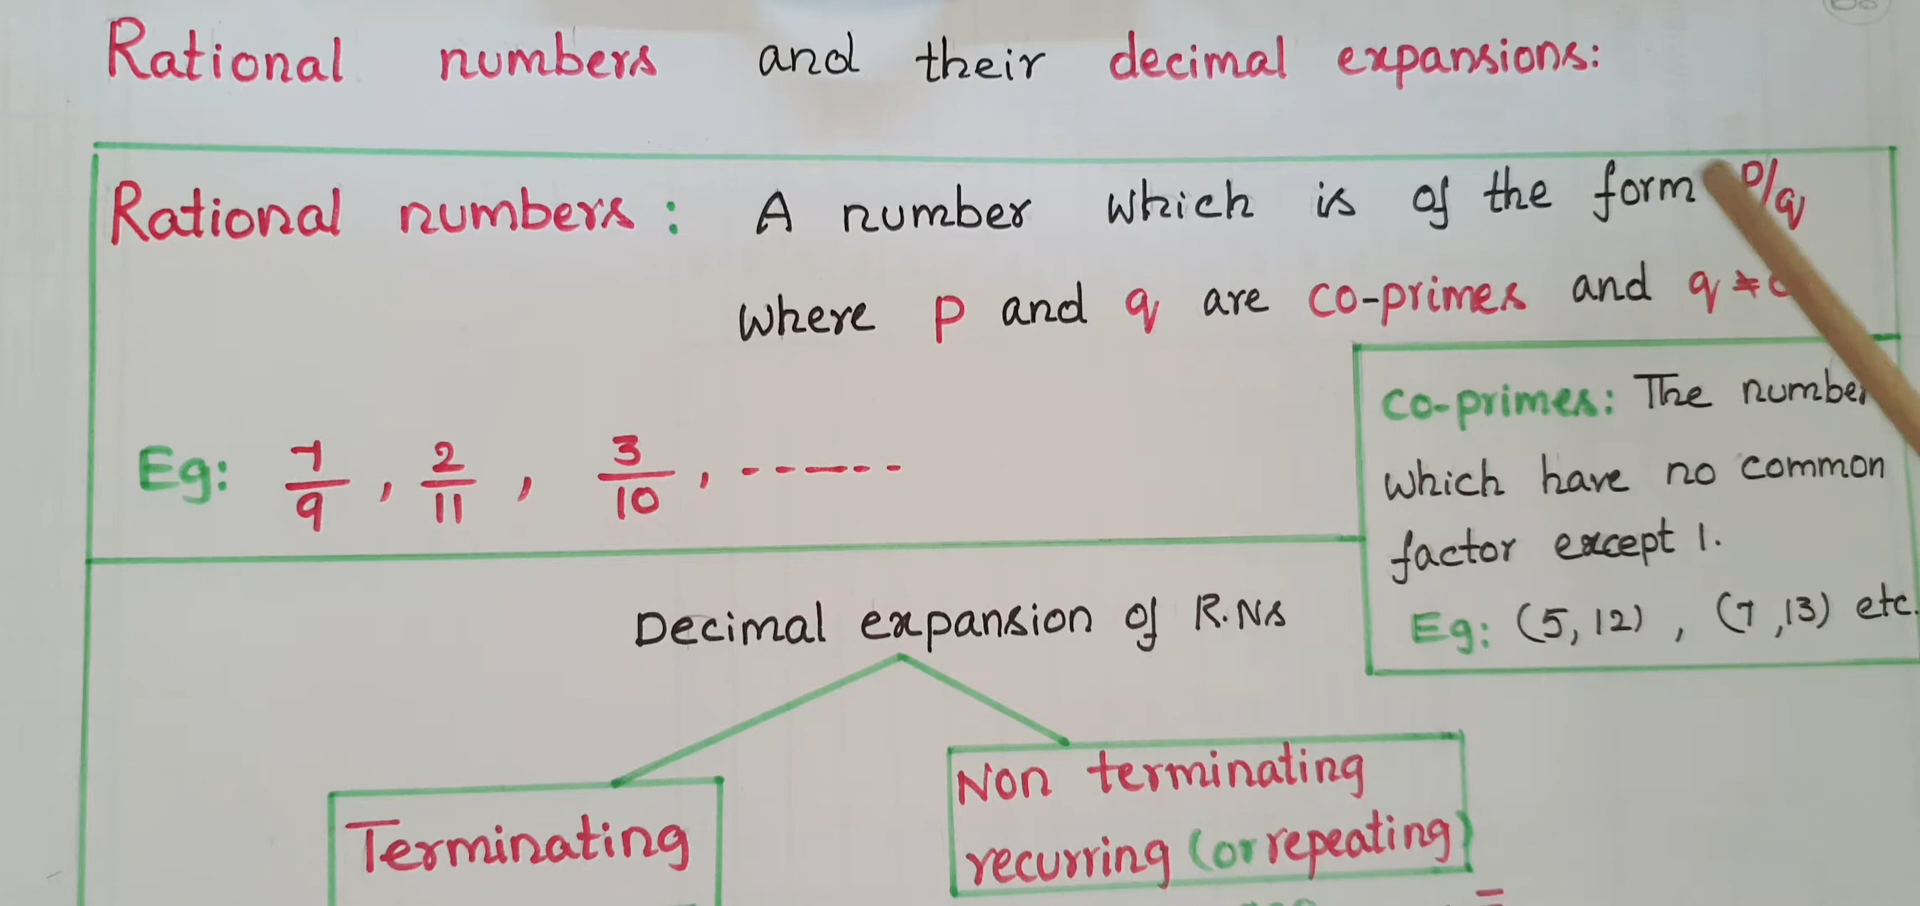 Rational numbers and their decimal expansions:
Rational numbers: A number which is of the form p/q
where p and q are co-primes and q ≠
Eg: 7/9, 2/11, 3/10, ------
co-primes: The number
which have no common
factor except 1.
Eg: (5, 12), (7, 13) etc.
Decimal expansion of R.Ns
Terminating
Non terminating
recurring (or repeating)